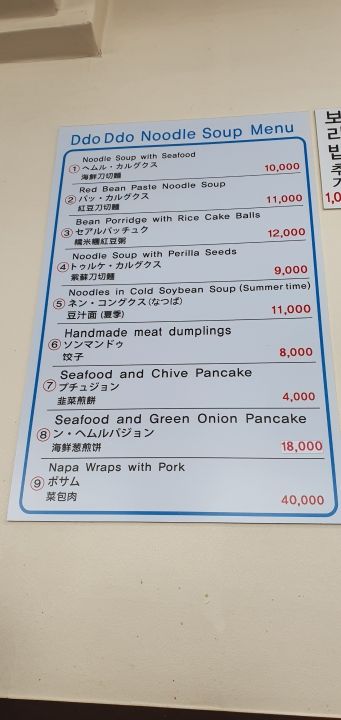 Ddo Ddo Noodle Soup Menu
Noodle Soup with Seafood
① ヘムル・カルグクス 10,000
海鮮刀切麵
Red Bean Paste Noodle Soup
② パッ・カルグクス 11,000
紅豆刀切麵
Bean Porridge with Rice Cake Balls
③ セアルパッチュク 12,000
糯米糰紅豆粥
Noodle Soup with Perilla Seeds
④ トゥルケ・カルグクス 9,000
紫蘇刀切麵
Noodles in Cold Soybean Soup (Summer time)
⑤ ネン・コングクス (なつば) 11,000
豆汁面 (夏季)
Handmade meat dumplings
⑥ ソンマンドゥ 8,000
饺子
Seafood and Chive Pancake
⑦ プチュジョン 4,000
韭菜煎餅
Seafood and Green Onion Pancake
⑧ ン・ヘムルパジョン 18,000
海鲜葱煎饼
Napa Wraps with Pork
⑨ ポサム 40,000
菜包肉
보
리
밥
추
가